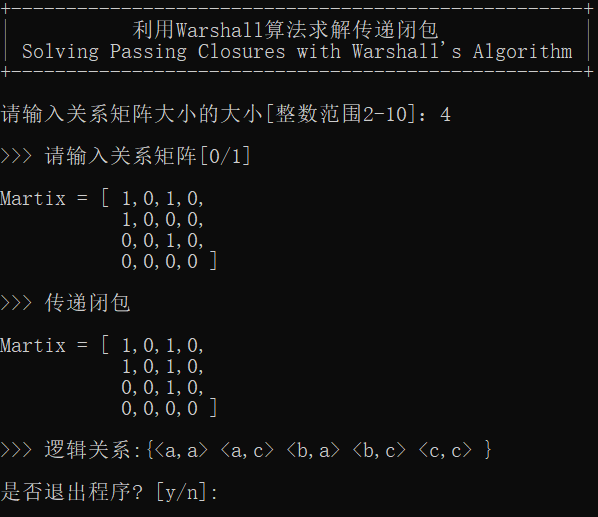 利用Warshall算法求解传递闭包
Solving Passing Closures with Warshall's Algorithm
请输入关系矩阵大小的大小[整数范围2-10]: 4
>>> 请输入关系矩阵[0/1]
Martix = [ 1,0,1,0,
1,0,0,0,
0,0,1,0,
0,0,0,0 ]
>>> 传递闭包
Martix = [ 1,0,1,0,
1,0,1,0,
0,0,1,0,
0,0,0,0 ]
>>> 逻辑关系:{<a,a> <a,c> <b,a> <b,c> <c,c> }
是否退出程序? [y/n]: